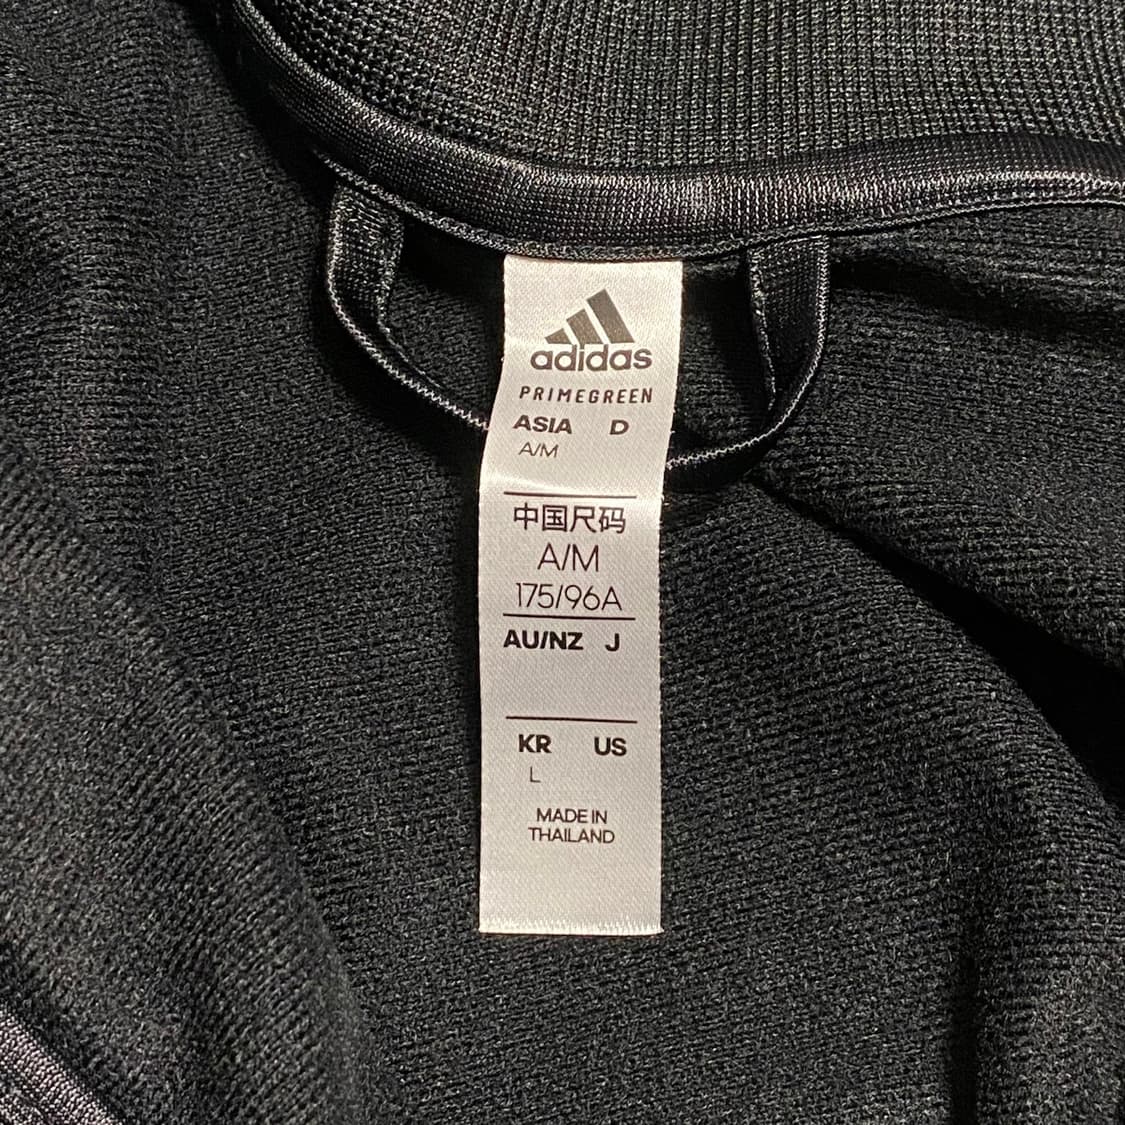 adidas
PRIMEGREEN
ASIA D
A/M
中国尺码
A/M
175/96A
AU/NZ J
KR US
L
MADE IN
THAILAND